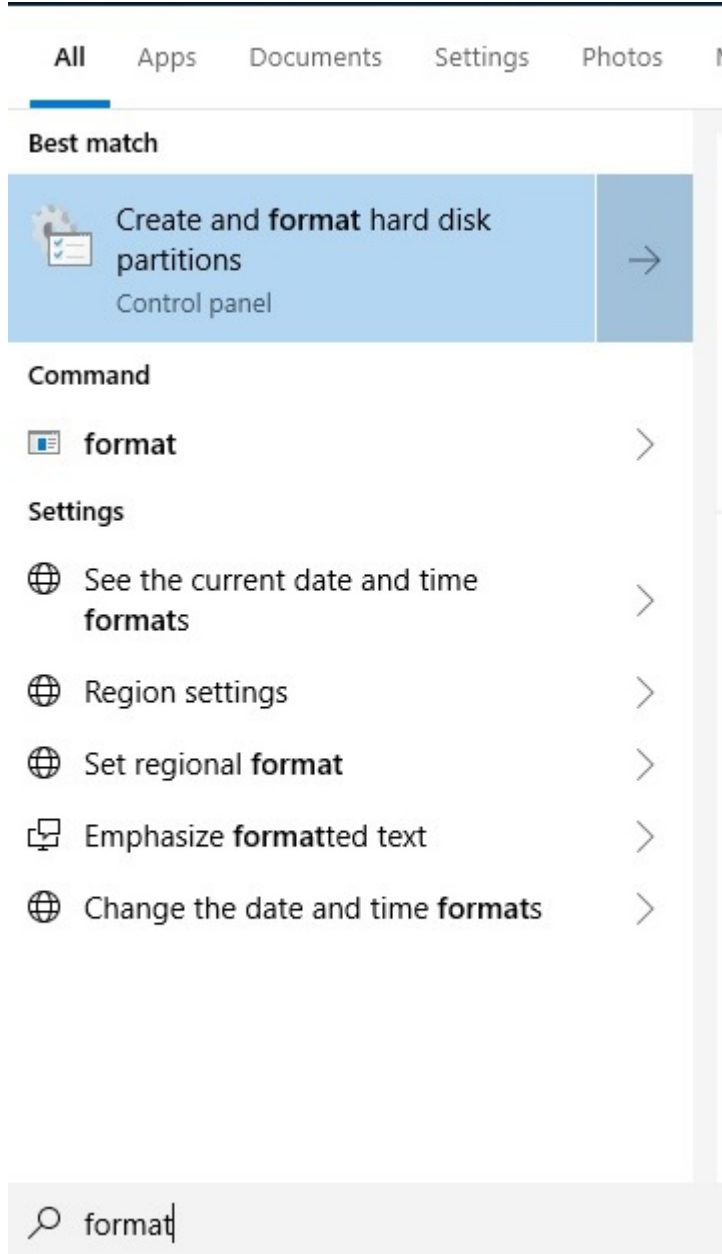 All Apps Documents Settings Photos
Best match
Create and format hard disk
partitions
Control panel
Command
format
Settings
See the current date and time
formats
Region settings
Set regional format
Emphasize formatted text
Change the date and time formats
format